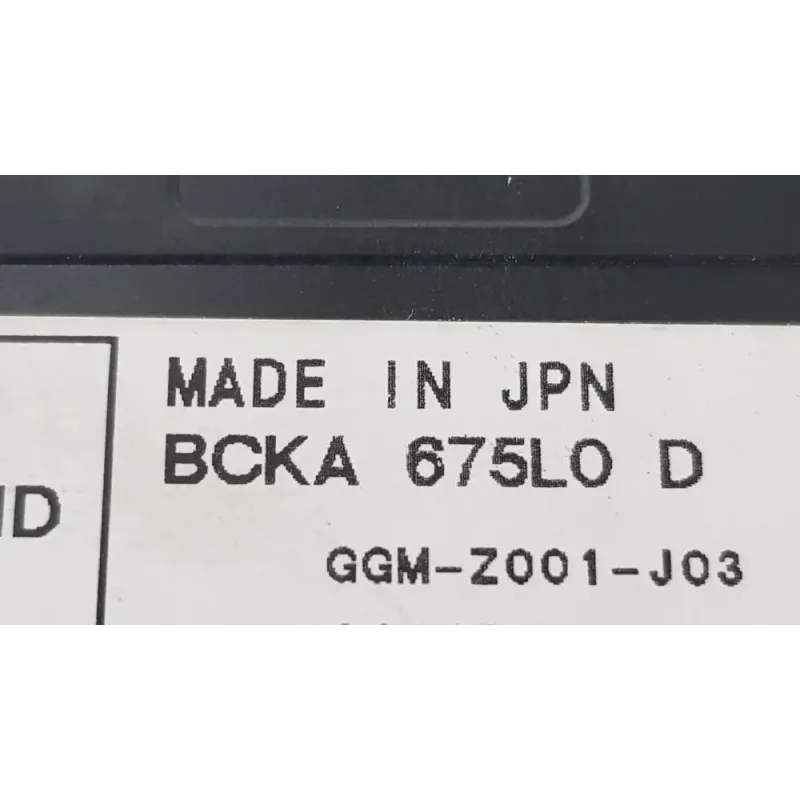 MADE IN JPN
BCKA 675L0 D
GGM-Z001-J03